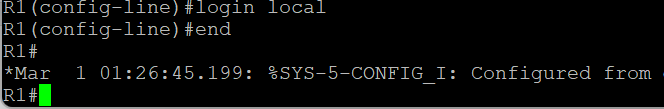 R1(config-line)#login local
R1(config-line)#end
R1#
*Mar  1 01:26:45.199: %SYS-5-CONFIG_I: Configured from
R1#